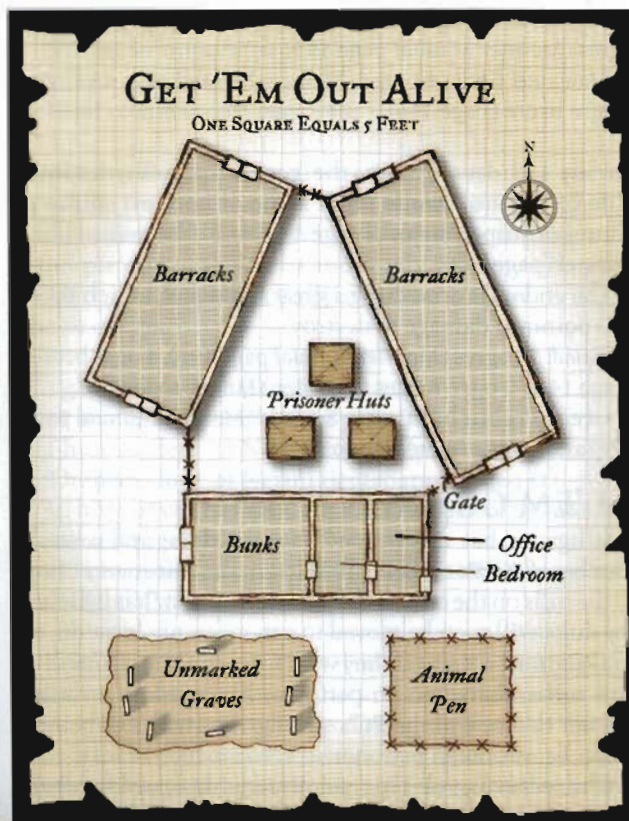 GET 'EM OUT ALIVE
ONE SQUARE EQUALS 5 FEET
N
Barracks
Barracks
Prisoner Huts
Gate
Bunks
Office
Bedroom
Unmarked
Graves
Animal
Pen